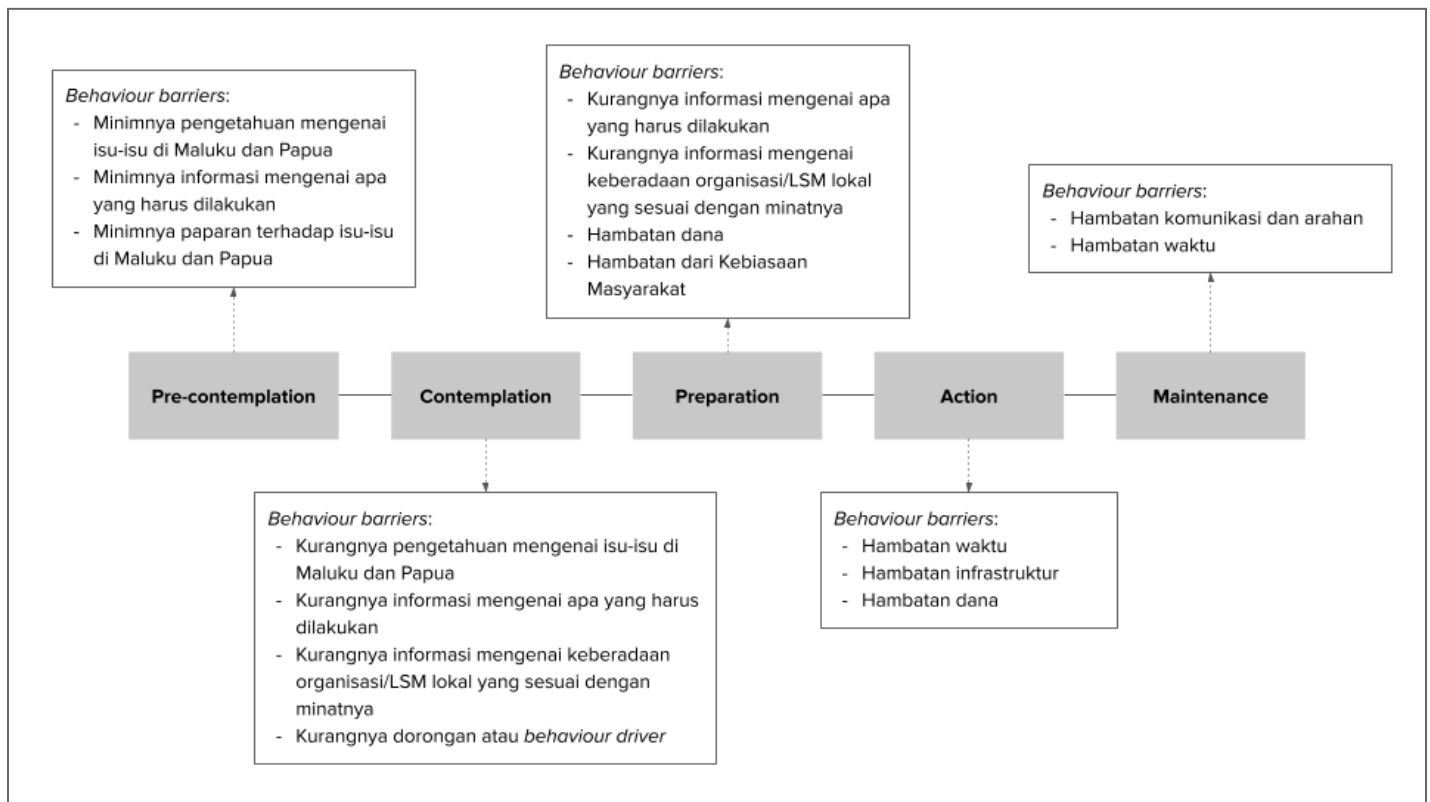 Behaviour barriers:
- Minimnya pengetahuan mengenai
isu-isu di Maluku dan Papua
- Minimnya informasi mengenai apa
yang harus dilakukan
- Minimnya paparan terhadap isu-isu
di Maluku dan Papua
Behaviour barriers:
- Kurangnya informasi mengenai apa
yang harus dilakukan
- Kurangnya informasi mengenai
keberadaan organisasi/LSM lokal
yang sesuai dengan minatnya
- Hambatan dana
- Hambatan dari Kebiasaan
Masyarakat
Behaviour barriers:
- Hambatan komunikasi dan arahan
- Hambatan waktu
Pre-contemplation
Contemplation
Preparation
Action
Maintenance
Behaviour barriers:
- Kurangnya pengetahuan mengenai isu-isu di
Maluku dan Papua
- Kurangnya informasi mengenai apa yang harus
dilakukan
- Kurangnya informasi mengenai keberadaan
organisasi/LSM lokal yang sesuai dengan
minatnya
- Kurangnya dorongan atau behaviour driver
Behaviour barriers:
- Hambatan waktu
- Hambatan infrastruktur
- Hambatan dana